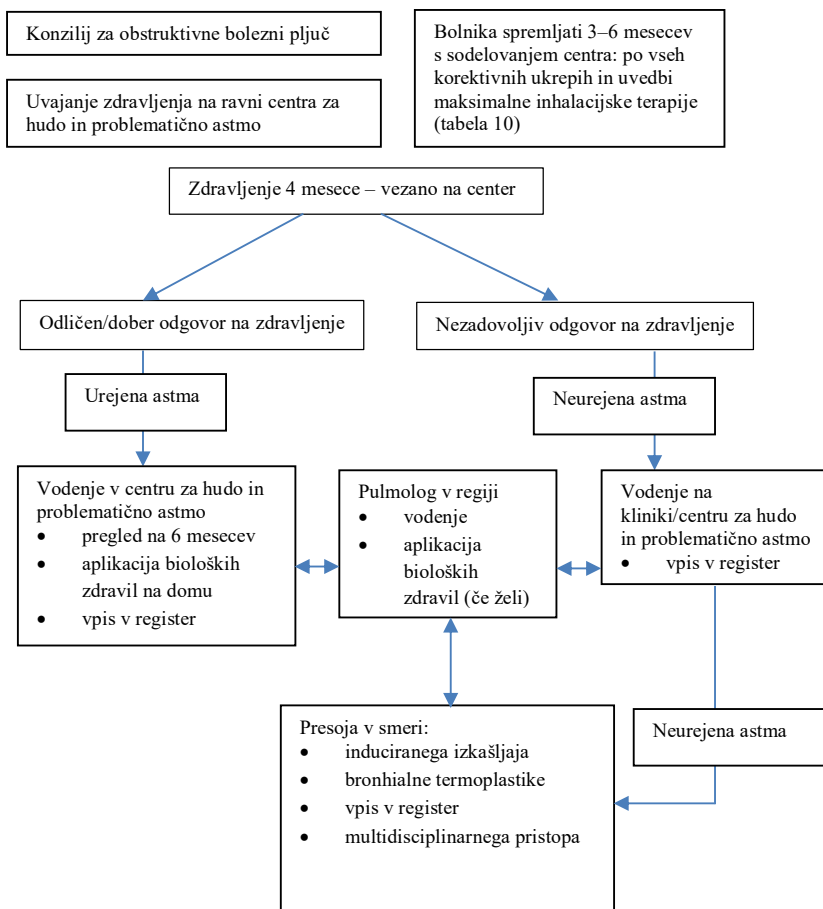 Konzilij za obstruktivne bolezni pljuč
Uvajanje zdravljenja na ravni centra za
hudo in problematično astmo
Bolnika spremljati 3–6 mesecev
s sodelovanjem centra: po vseh
korektivnih ukrepih in uvedbi
maksimalne inhalacijske terapije
(tabela 10)
Zdravljenje 4 mesece – vezano na center
Odličen/dober odgovor na zdravljenje
Nezadovoljiv odgovor na zdravljenje
Urejena astma
Neurejena astma
Vodenje v centru za hudo in
problematično astmo
• pregled na 6 mesecev
• aplikacija bioloških
zdravil na domu
• vpis v register
Pulmolog v regiji
• vodenje
• aplikacija
bioloških
zdravil (če želi)
Vodenje na
kliniki/centru za hudo
in problematično astmo
• vpis v register
Neurejena astma
Presoja v smeri:
• induciranega izkašljaja
• bronhialne termoplastike
• vpis v register
• multidisciplinarnega pristopa